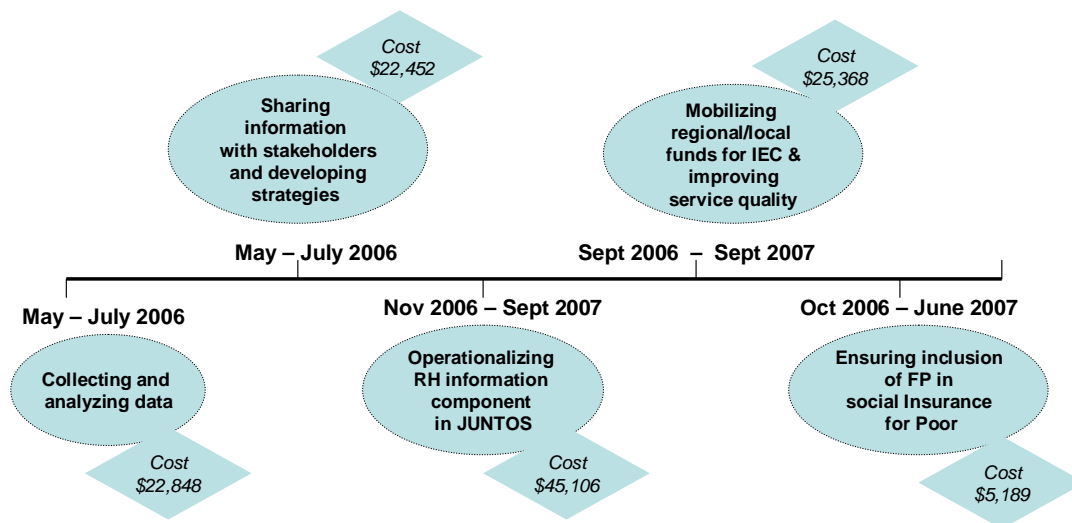 Cost
$22,452
Sharing
information
with stakeholders
and developing
strategies
Cost
$25,368
Mobilizing
regional/local
funds for IEC &
improving
service quality
May – July 2006
Sept 2006 – Sept 2007
May – July 2006
Nov 2006 – Sept 2007
Oct 2006 – June 2007
Collecting and
analyzing data
Cost
$22,848
Operationalizing
RH information
component
in JUNTOS
Cost
$45,106
Ensuring inclusion
of FP in
social Insurance
for Poor
Cost
$5,189